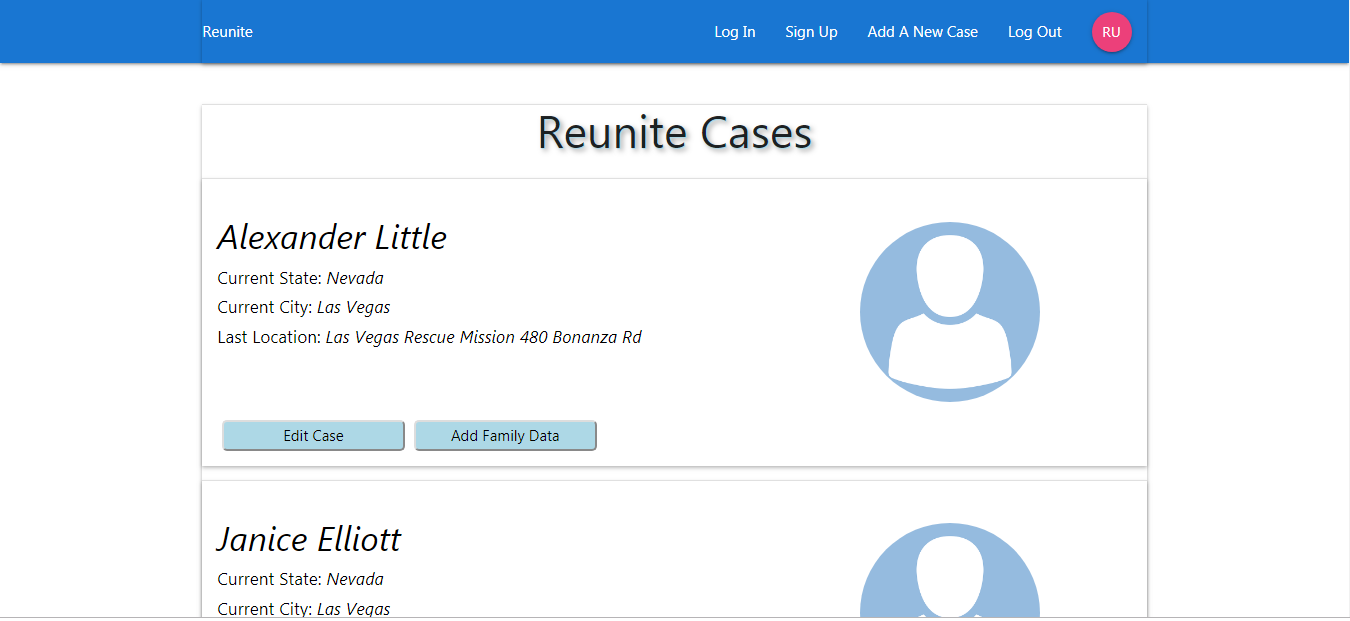 Reunite Log In Sign Up Add A New Case Log Out RU
Reunite Cases
Alexander Little
Current State: Nevada
Current City: Las Vegas
Last Location: Las Vegas Rescue Mission 480 Bonanza Rd
Edit Case Add Family Data
Janice Elliott
Current State: Nevada
Current City: Las Vegas